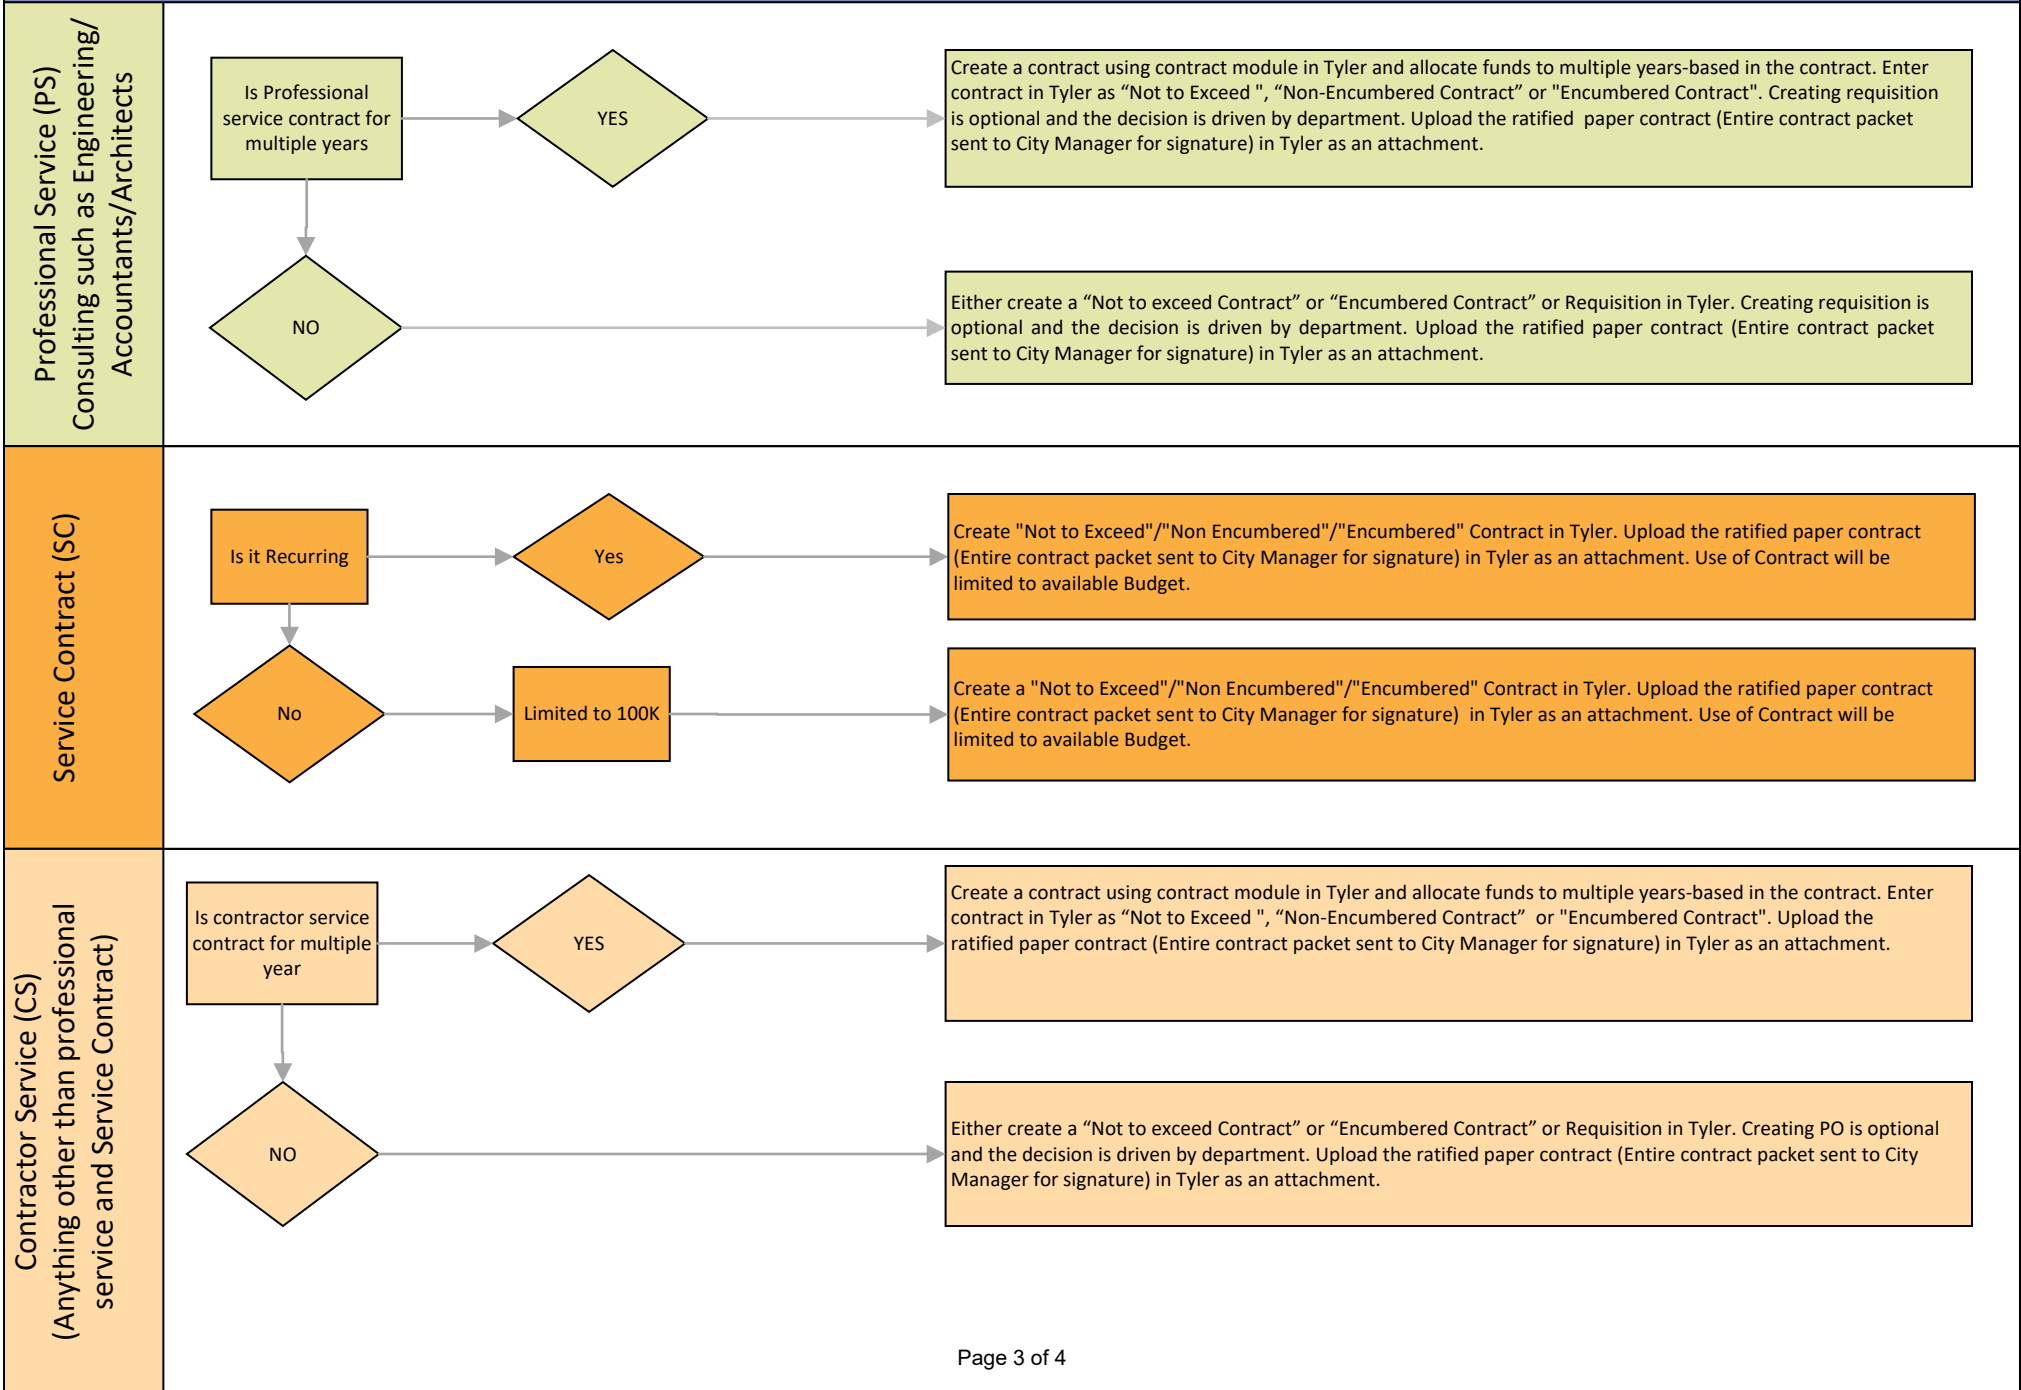 Professional Service (PS)
Consulting such as Engineering/
Accountants/Architects
Is Professional
service contract for
multiple years
YES
Create a contract using contract module in Tyler and allocate funds to multiple years-based in the contract. Enter
contract in Tyler as “Not to Exceed ", “Non-Encumbered Contract” or "Encumbered Contract". Creating requisition
is optional and the decision is driven by department. Upload the ratified  paper contract (Entire contract packet
sent to City Manager for signature) in Tyler as an attachment.
NO
Either create a “Not to exceed Contract” or “Encumbered Contract” or Requisition in Tyler. Creating requisition is
optional and the decision is driven by department. Upload the ratified paper contract (Entire contract packet
sent to City Manager for signature) in Tyler as an attachment.
Service Contract (SC)
Is it Recurring
Yes
Create "Not to Exceed"/"Non Encumbered"/"Encumbered" Contract in Tyler. Upload the ratified paper contract
(Entire contract packet sent to City Manager for signature) in Tyler as an attachment. Use of Contract will be
limited to available Budget.
No
Limited to 100K
Create a "Not to Exceed"/"Non Encumbered"/"Encumbered" Contract in Tyler. Upload the ratified paper contract
(Entire contract packet sent to City Manager for signature)  in Tyler as an attachment. Use of Contract will be
limited to available Budget.
Contractor Service (CS)
(Anything other than professional
service and Service Contract)
Is contractor service
contract for multiple
year
YES
Create a contract using contract module in Tyler and allocate funds to multiple years-based in the contract. Enter
contract in Tyler as “Not to Exceed ", “Non-Encumbered Contract”  or "Encumbered Contract". Upload the
ratified paper contract (Entire contract packet sent to City Manager for signature) in Tyler as an attachment.
NO
Either create a “Not to exceed Contract” or “Encumbered Contract” or Requisition in Tyler. Creating PO is optional
and the decision is driven by department. Upload the ratified paper contract (Entire contract packet sent to City
Manager for signature) in Tyler as an attachment.
Page 3 of 4